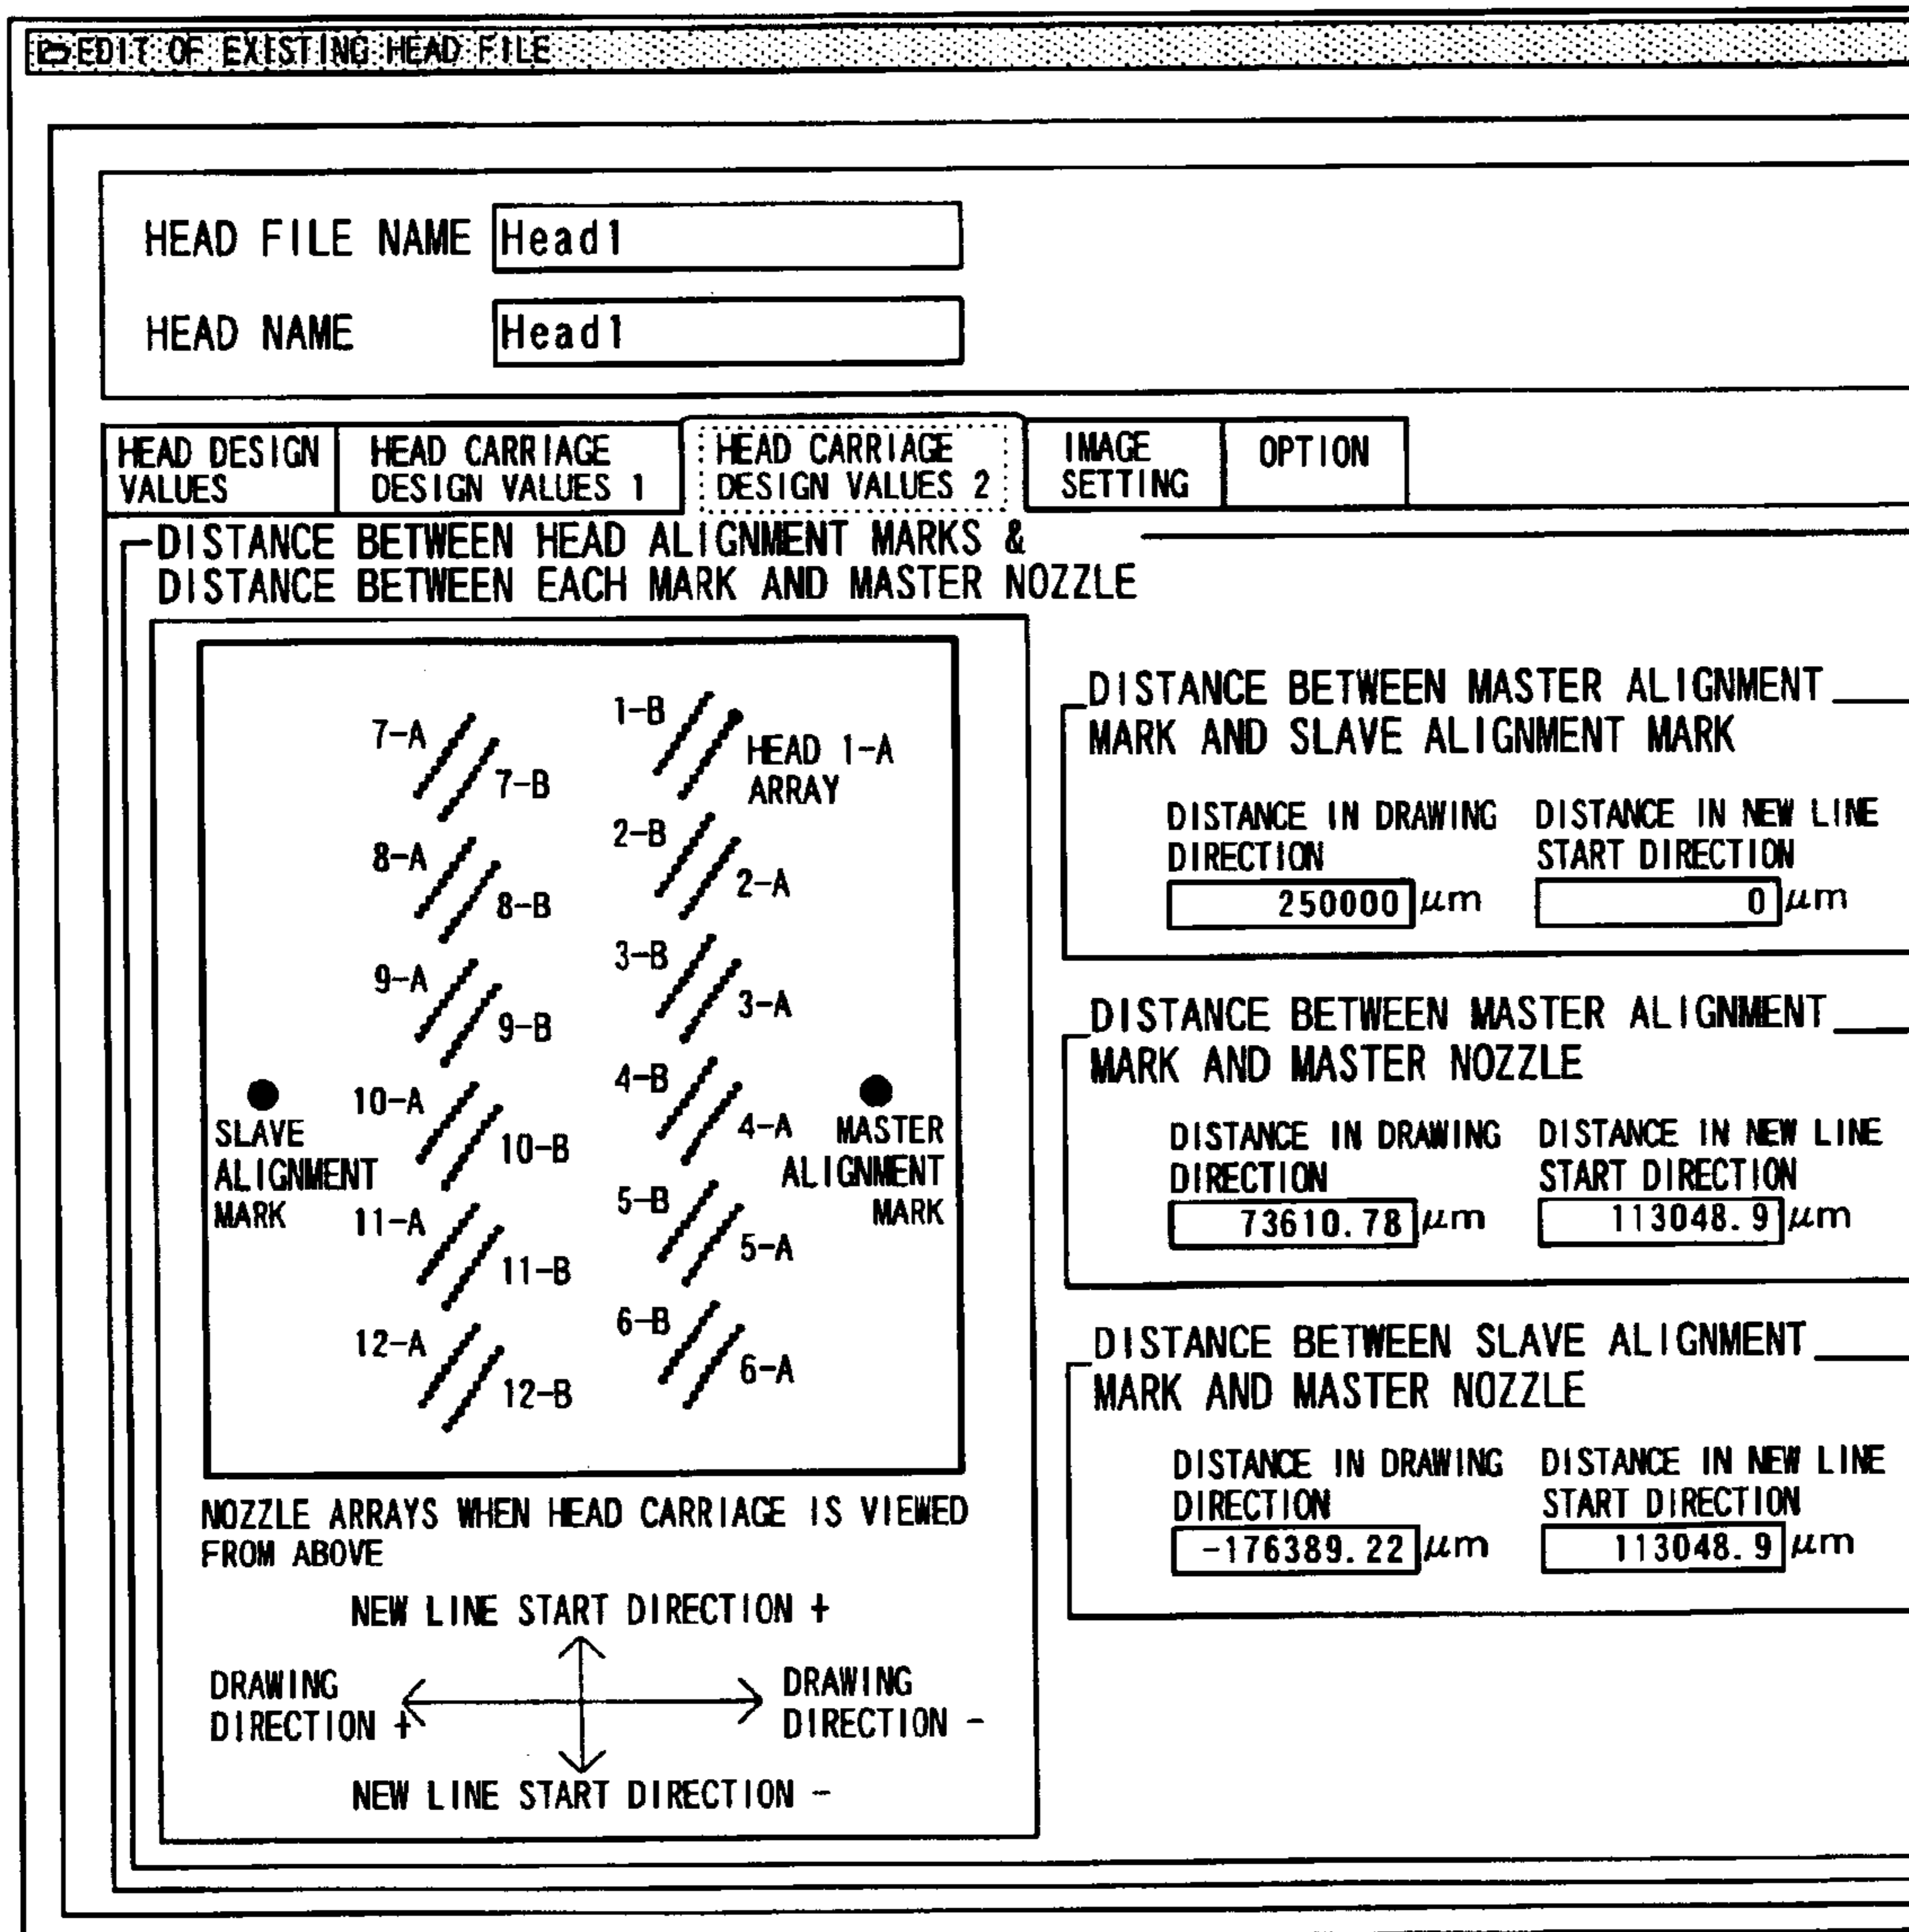 EDIT OF EXISTING HEAD FILE
HEAD FILE NAME Head1
HEAD NAME Head1
HEAD DESIGN
VALUES
HEAD CARRIAGE
DESIGN VALUES 1
HEAD CARRIAGE
DESIGN VALUES 2
IMAGE
SETTING
OPTION
DISTANCE BETWEEN HEAD ALIGNMENT MARKS &
DISTANCE BETWEEN EACH MARK AND MASTER NOZZLE
7-A
7-B
1-B
HEAD 1-A
ARRAY
8-A
8-B
2-B
2-A
9-A
9-B
3-B
3-A
10-A
10-B
4-B
4-A
SLAVE
ALIGNMENT
MARK
MASTER
ALIGNMENT
MARK
11-A
11-B
5-B
5-A
12-A
12-B
6-B
6-A
NOZZLE ARRAYS WHEN HEAD CARRIAGE IS VIEWED
FROM ABOVE
NEW LINE START DIRECTION +
DRAWING
DIRECTION +
DRAWING
DIRECTION -
NEW LINE START DIRECTION -
DISTANCE BETWEEN MASTER ALIGNMENT
MARK AND SLAVE ALIGNMENT MARK
DISTANCE IN DRAWING
DIRECTION
250000 μm
DISTANCE IN NEW LINE
START DIRECTION
0 μm
DISTANCE BETWEEN MASTER ALIGNMENT
MARK AND MASTER NOZZLE
DISTANCE IN DRAWING
DIRECTION
73610.78 μm
DISTANCE IN NEW LINE
START DIRECTION
113048.9 μm
DISTANCE BETWEEN SLAVE ALIGNMENT
MARK AND MASTER NOZZLE
DISTANCE IN DRAWING
DIRECTION
-176389.22 μm
DISTANCE IN NEW LINE
START DIRECTION
113048.9 μm